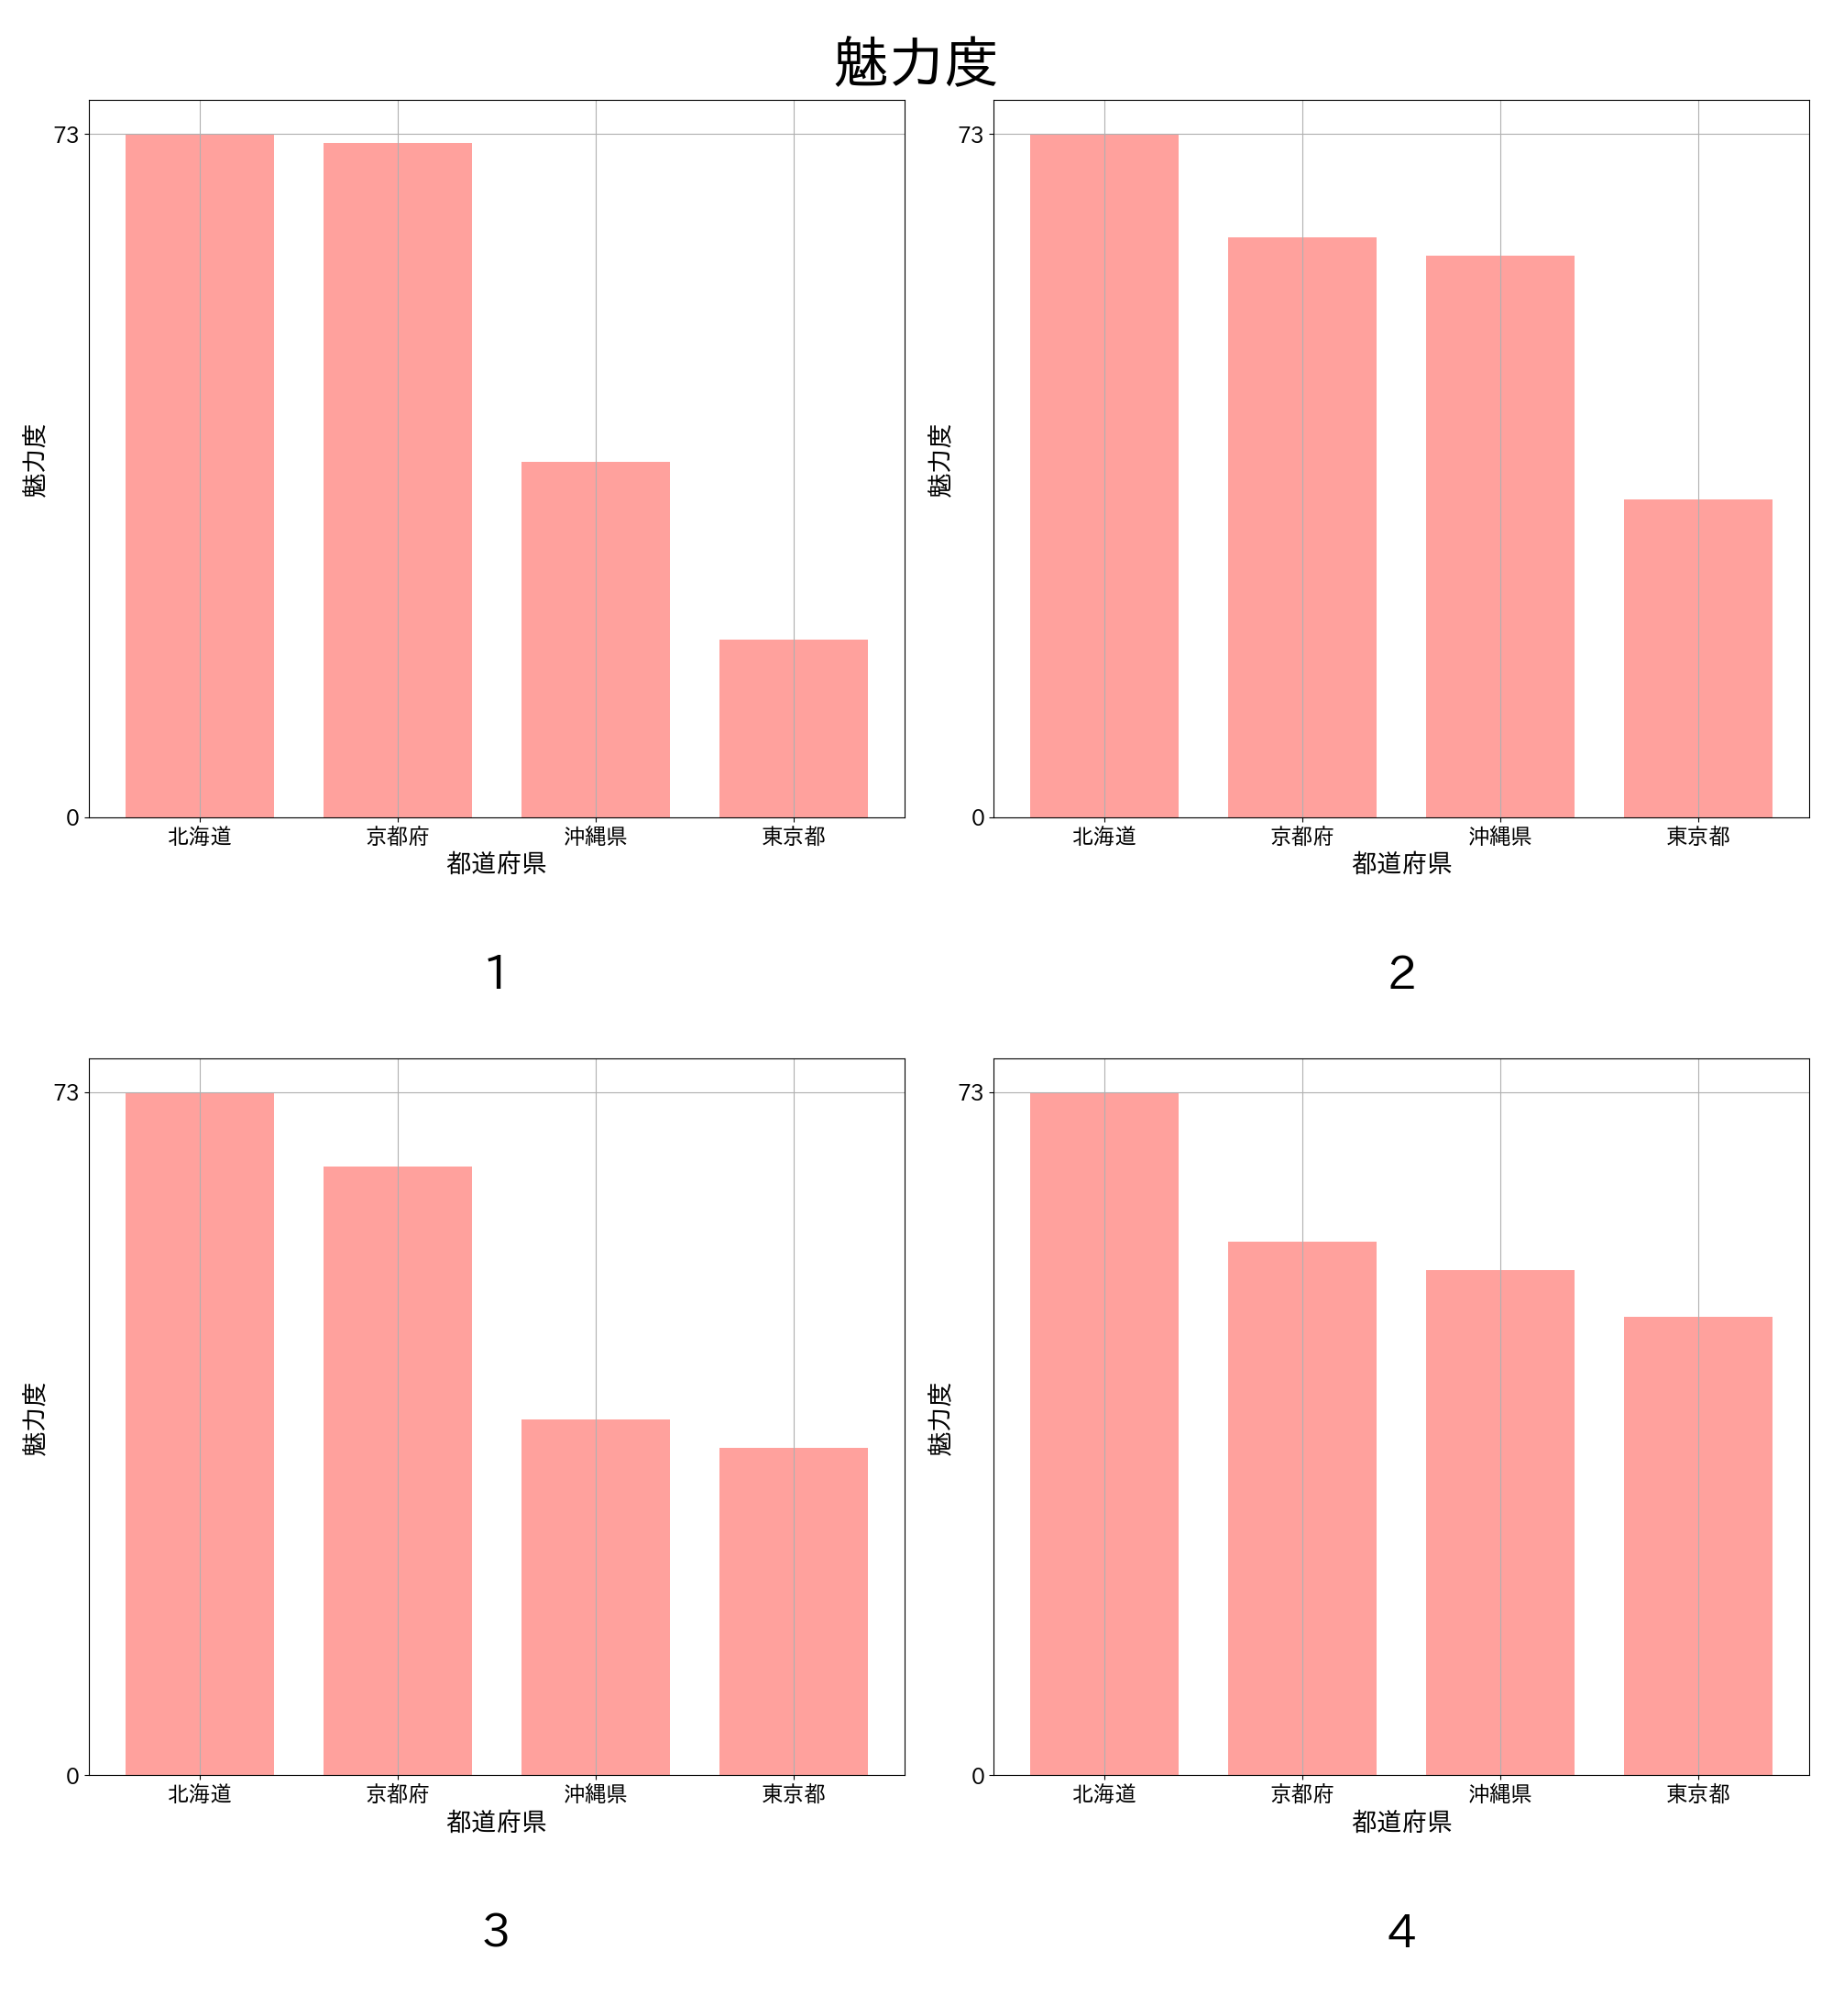 魅力度
73
0
魅力度
北海道 京都府 沖縄県 東京都
都道府県
1
73
0
魅力度
北海道 京都府 沖縄県 東京都
都道府県
2
73
0
魅力度
北海道 京都府 沖縄県 東京都
都道府県
3
73
0
魅力度
北海道 京都府 沖縄県 東京都
都道府県
4